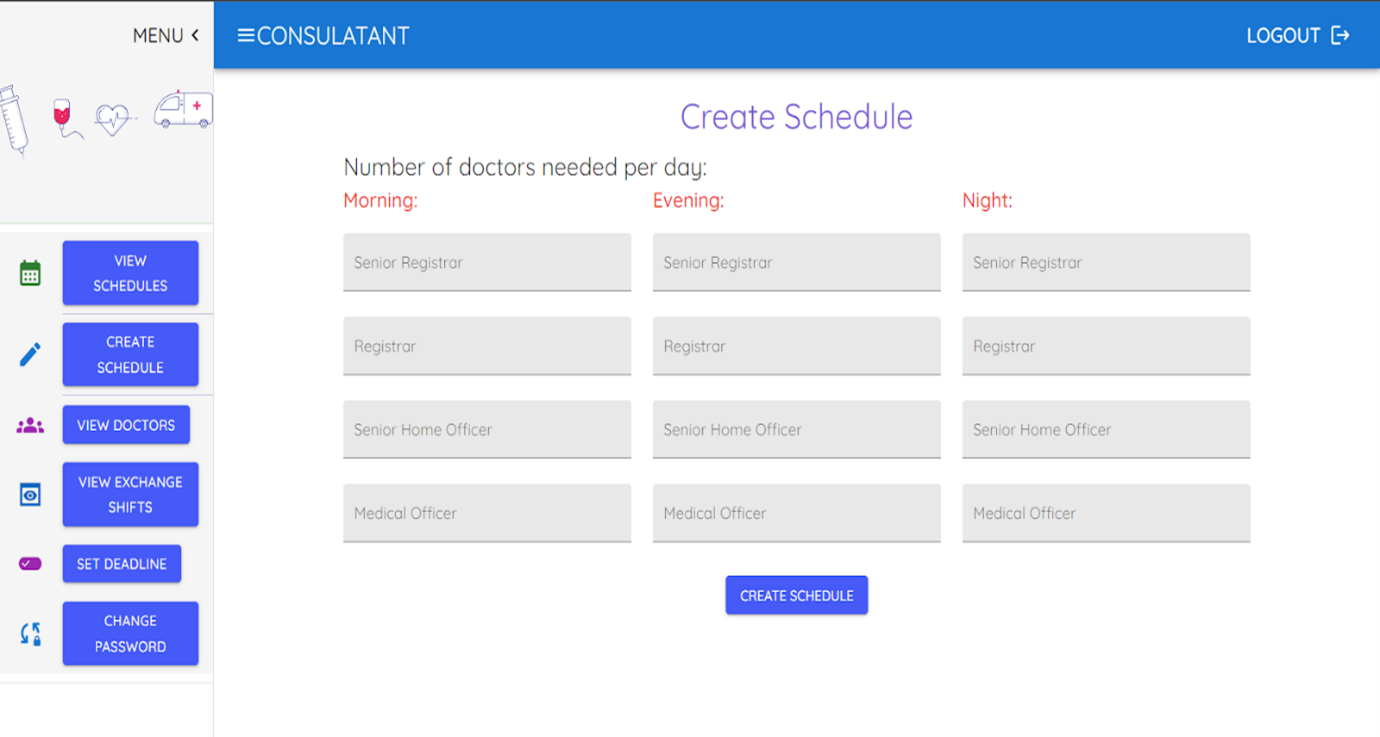 MENU
CONSULATANT
LOGOUT
Create Schedule
Number of doctors needed per day:
Morning: Evening: Night:
Senior Registrar Senior Registrar Senior Registrar
Registrar Registrar Registrar
Senior Home Officer Senior Home Officer Senior Home Officer
Medical Officer Medical Officer Medical Officer
CREATE SCHEDULE
VIEW
SCHEDULES
CREATE
SCHEDULE
VIEW DOCTORS
VIEW EXCHANGE
SHIFTS
SET DEADLINE
CHANGE
PASSWORD